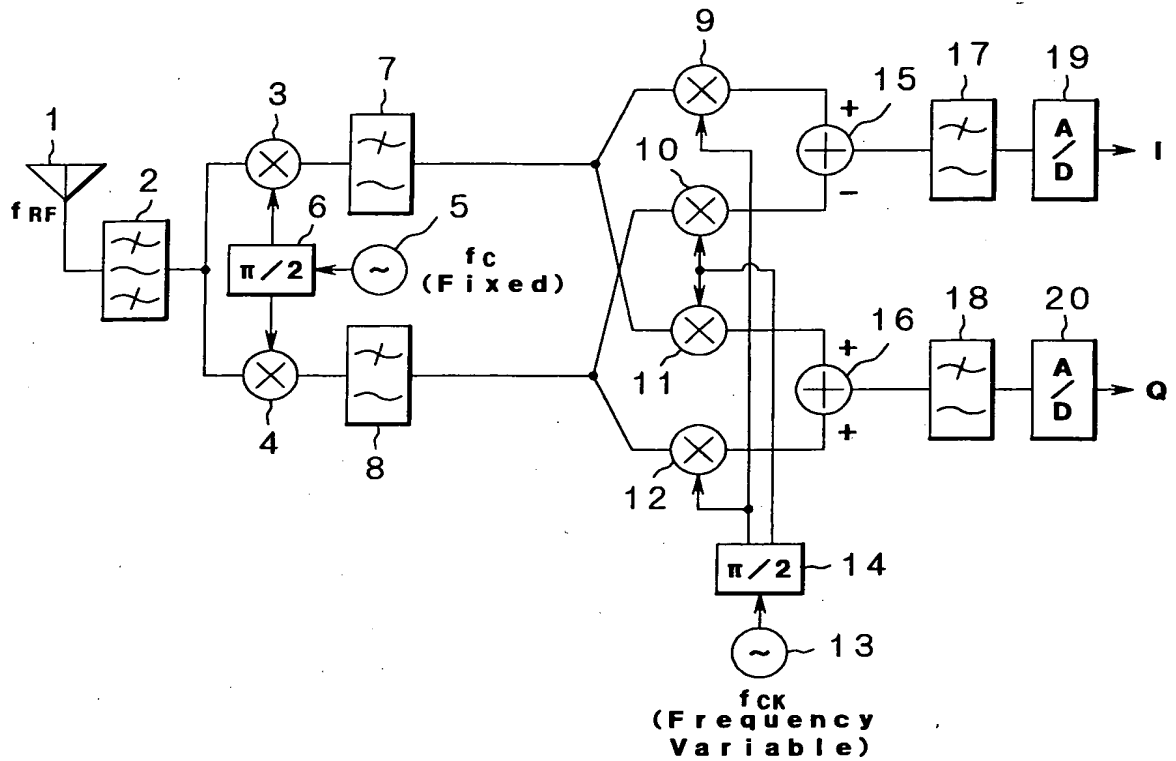 9
17
19
7
15
3
1
+
A/D
I
10
2
6
5
−
f RF
π/2
~
fC
(Fixed)
18
20
16
+
A/D
Q
11
4
+
8
12
π/2
14
~
13
fCK
(Frequency
Variable)